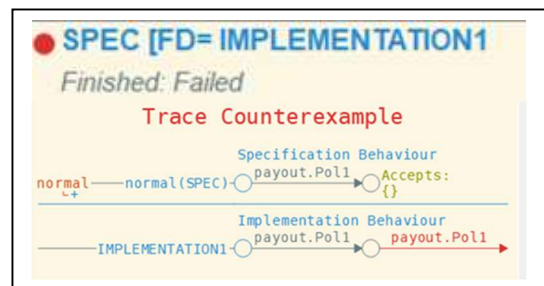 SPEC [FD= IMPLEMENTATION1
Finished: Failed
Trace Counterexample
Specification Behaviour
normal normal(SPEC) payout.Pol1 Accepts:
{}
Implementation Behaviour
IMPLEMENTATION1 payout.Pol1 payout.Pol1